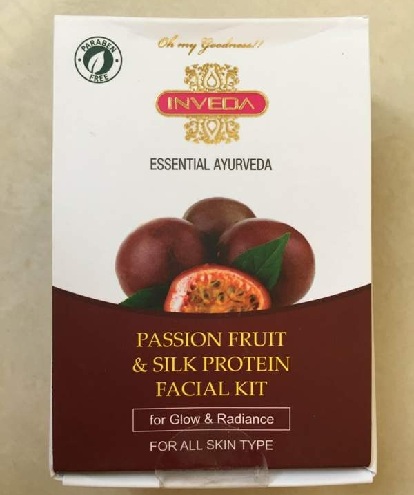 Oh my Goodness!!
PARABEN
FREE
INVEDA
ESSENTIAL AYURVEDA
PASSION FRUIT
& SILK PROTEIN
FACIAL KIT
for Glow & Radiance
FOR ALL SKIN TYPE